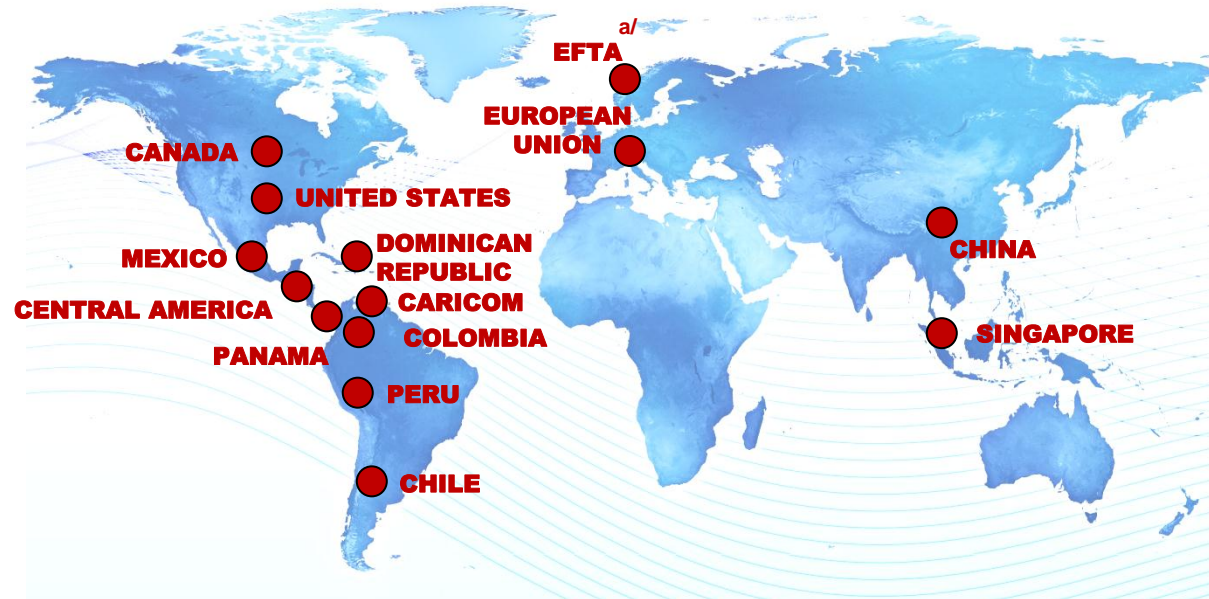 a/
EFTA
EUROPEAN
UNION
CANADA
UNITED STATES
CHINA
MEXICO
DOMINICAN
REPUBLIC
CENTRAL AMERICA
CARICOM
PANAMA
COLOMBIA
SINGAPORE
PERU
CHILE